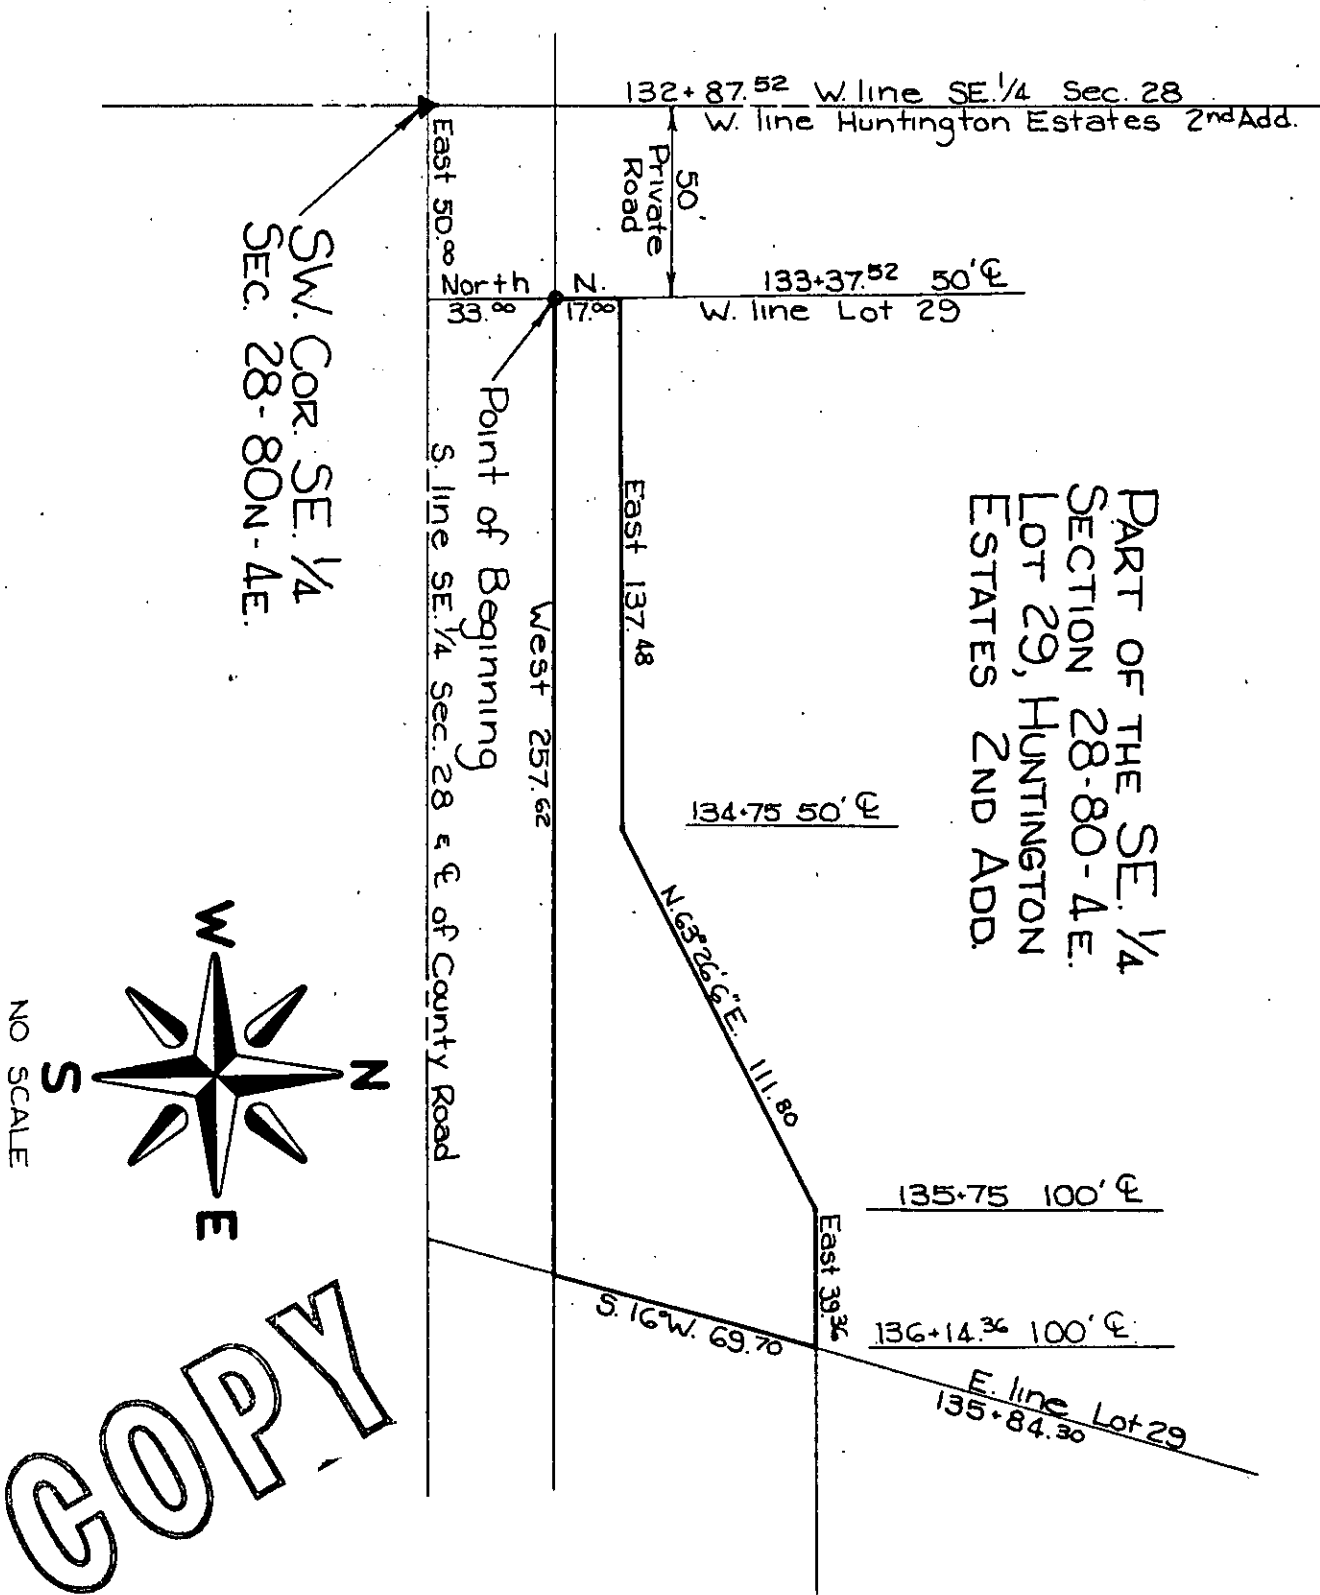 132+87.52 W. line SE.1/4 Sec. 28
W. line Huntington Estates 2nd Add.
50'
Private
Road
East 50.00
North
33.00
N.
17.00
133+37.52 50' ℄
W. line Lot 29
SW. COR. SE. 1/4
SEC. 28-80N-4E.
Point of Beginning
S. line SE.1/4 Sec. 28 & ℄ of County Road
West 257.62
East 137.48
PART OF THE SE. 1/4
SECTION 28-80-4E.
LOT 29, HUNTINGTON
ESTATES 2ND ADD.
134+75 50' ℄
N.63°26'6"E. 111.80
135+75 100' ℄
East 39.36
136+14.36 100' ℄
S. 16°W. 69.70
E. line Lot 29
135+84.30
W
N
S
E
NO SCALE
COPY